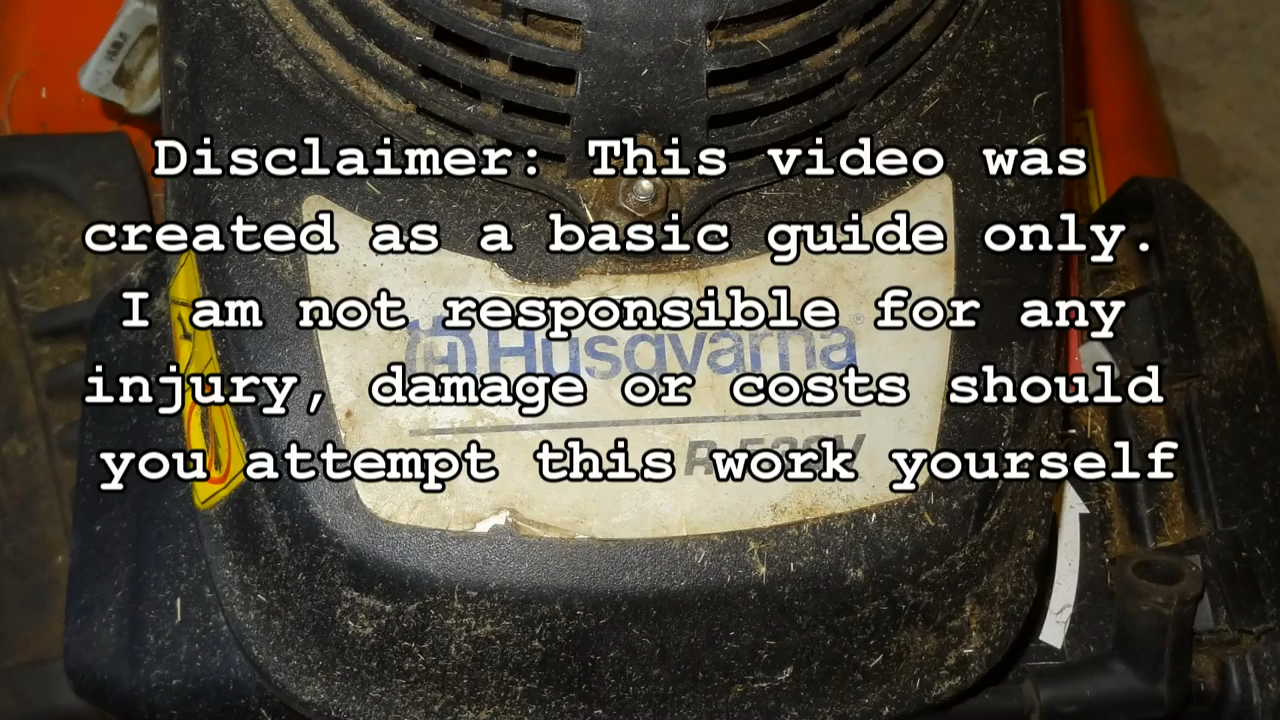 Disclaimer: This video was
created as a basic guide only.
I am not responsible for any
Husqvarna®
injury, damage or costs should
you attempt this work yourself